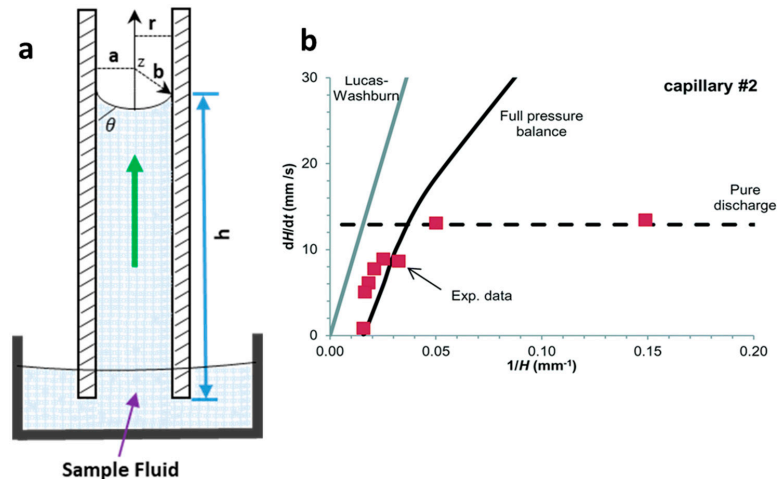 a
r
a
z
b
θ
h
Sample Fluid
b
30
20
10
0
dH/dt (mm /s)
Lucas-
Washburn
Full pressure
balance
capillary #2
Pure
discharge
Exp. data
0.00
0.05
0.10
0.15
0.20
1/H (mm-1)